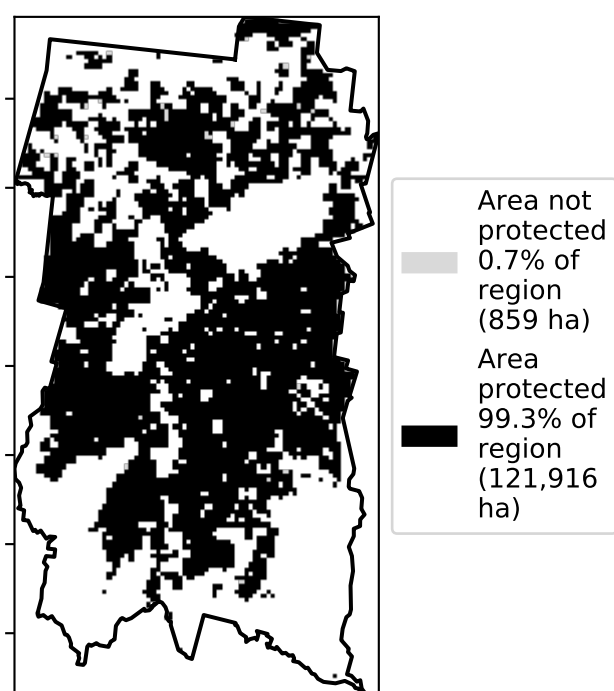 Area not
protected
0.7% of
region
(859 ha)
Area
protected
99.3% of
region
(121,916
ha)